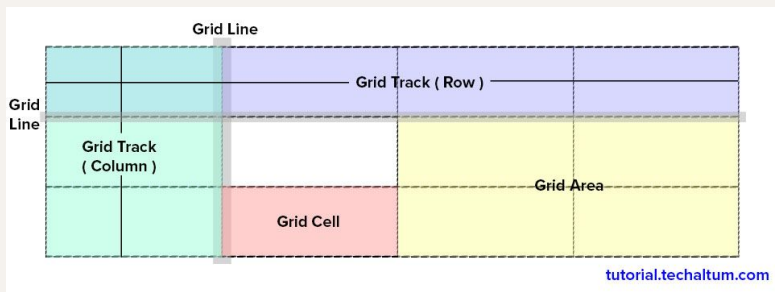 Grid Line
Grid Track ( Row )
Grid
Line
Grid Track
( Column )
Grid Area
Grid Cell
tutorial.techaltum.com